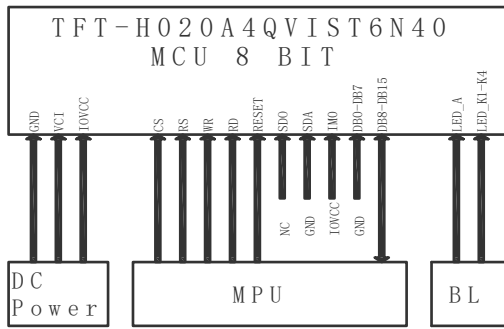 TFT-H020A4QVIST6N40
MCU 8 BIT
GND
VCI
IOVCC
CS
RS
WR
RD
RESET
SDO
SDA
IMO
DB0-DB7
DB8-DB15
LED_A
LED_K1-K4
NC
GND
IOVCC
GND
DC
Power
MPU
BL